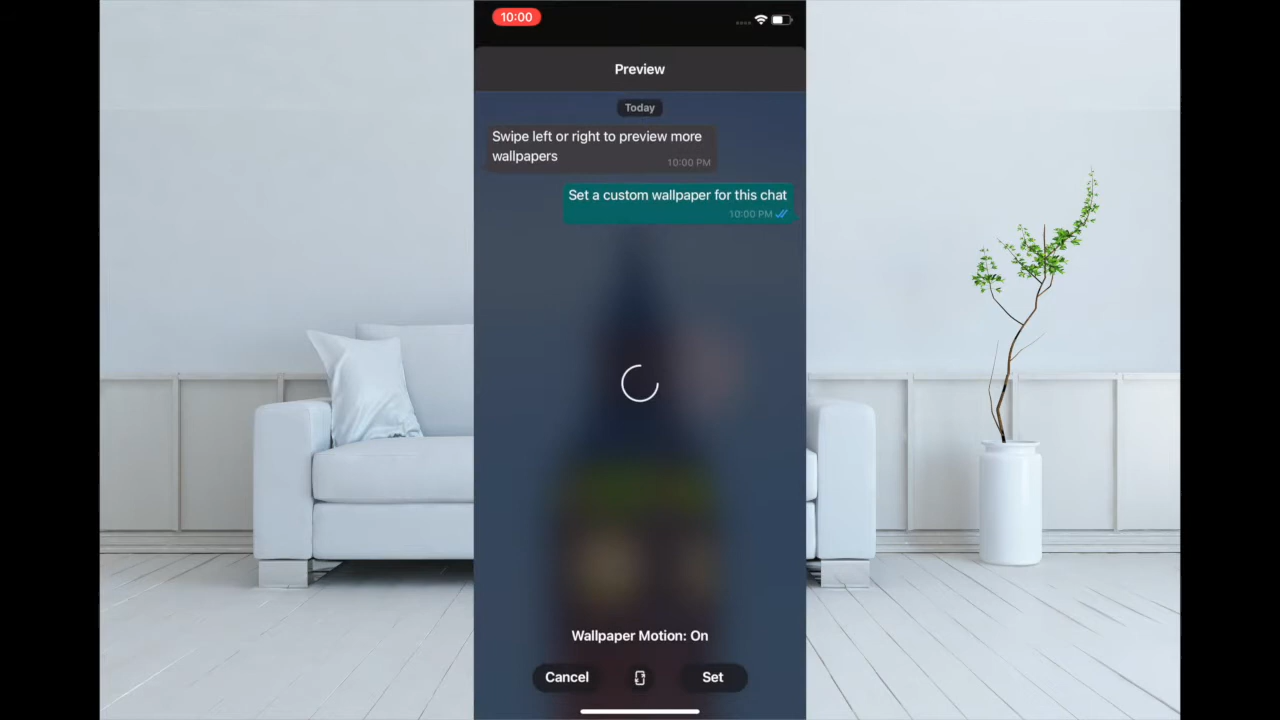 10:00
Preview
Today
Swipe left or right to preview more
wallpapers
10:00 PM
Set a custom wallpaper for this chat
10:00 PM
Wallpaper Motion: On
Cancel
Set